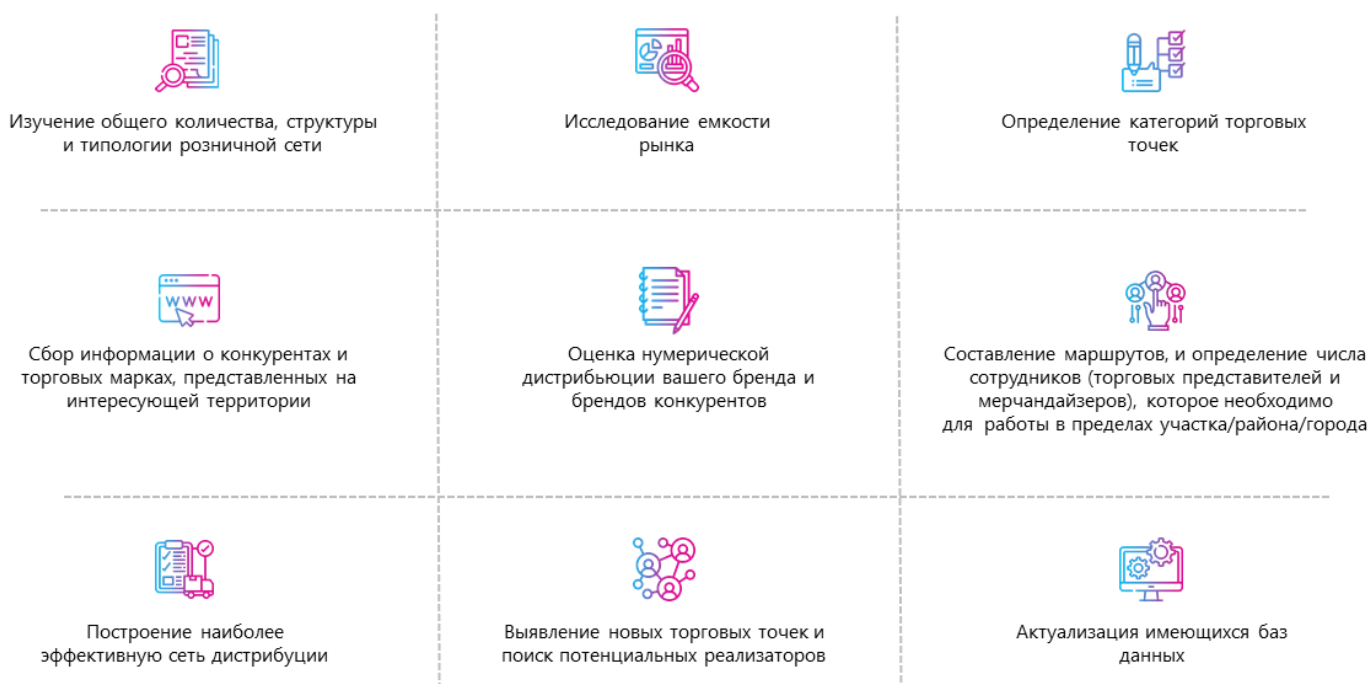 Изучение общего количества, структуры
и типологии розничной сети
Исследование емкости
рынка
Определение категорий торговых
точек
www
Сбор информации о конкурентах и
торговых марках, представленных на
интересующей территории
Оценка нумерической
дистрибьюции вашего бренда и
брендов конкурентов
Составление маршрутов, и определение числа
сотрудников (торговых представителей и
мерчандайзеров), которое необходимо
для работы в пределах участка/района/города
Построение наиболее
эффективную сеть дистрибуции
Выявление новых торговых точек и
поиск потенциальных реализаторов
Актуализация имеющихся баз
данных